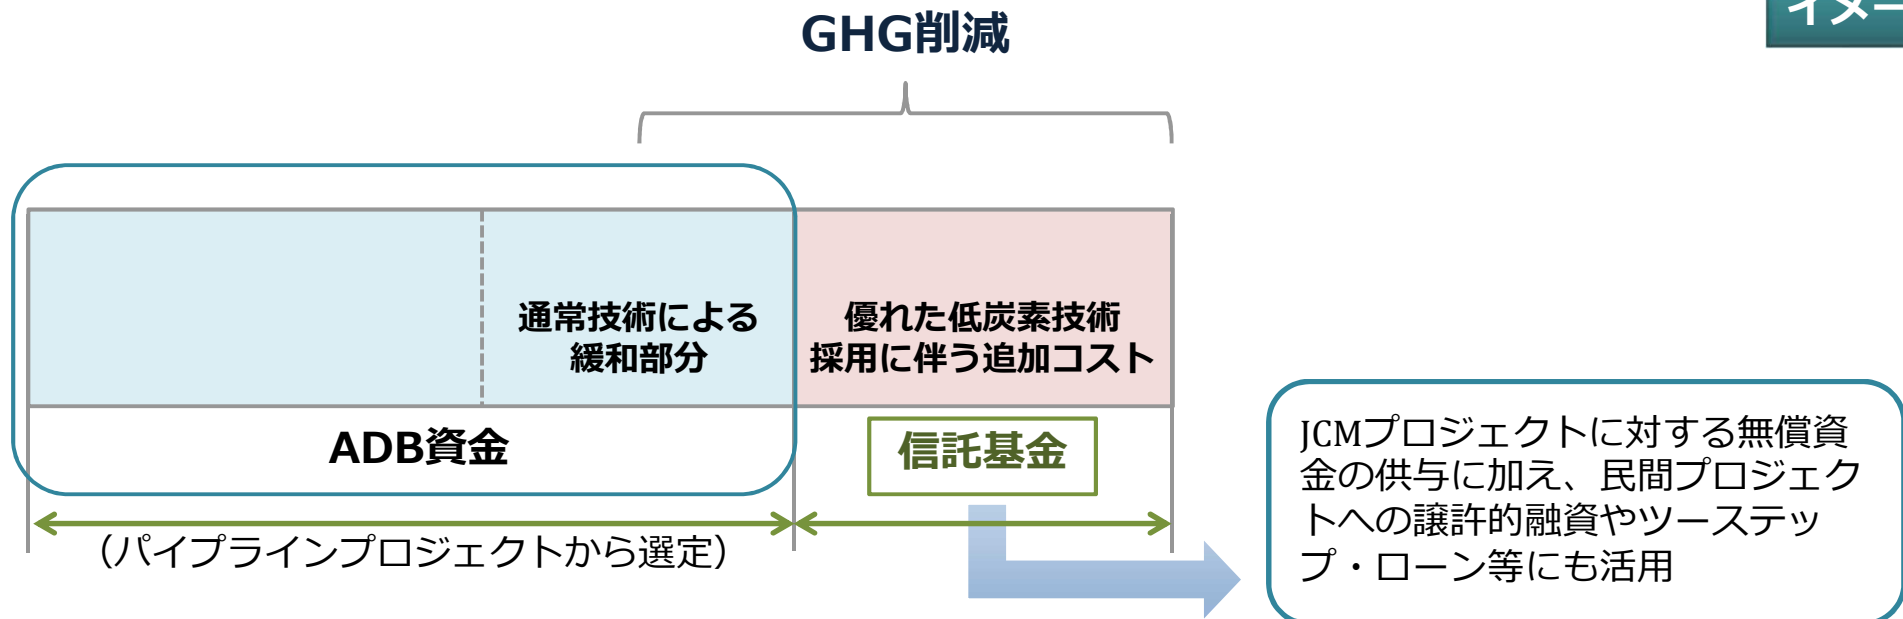 イメー
GHG削減
通常技術による
緩和部分
優れた低炭素技術
採用に伴う追加コスト
ADB資金
信託基金
（パイプラインプロジェクトから選定）
JCMプロジェクトに対する無償資
金の供与に加え、民間プロジェク
トへの譲許的融資やツーステッ
プ・ローン等にも活用